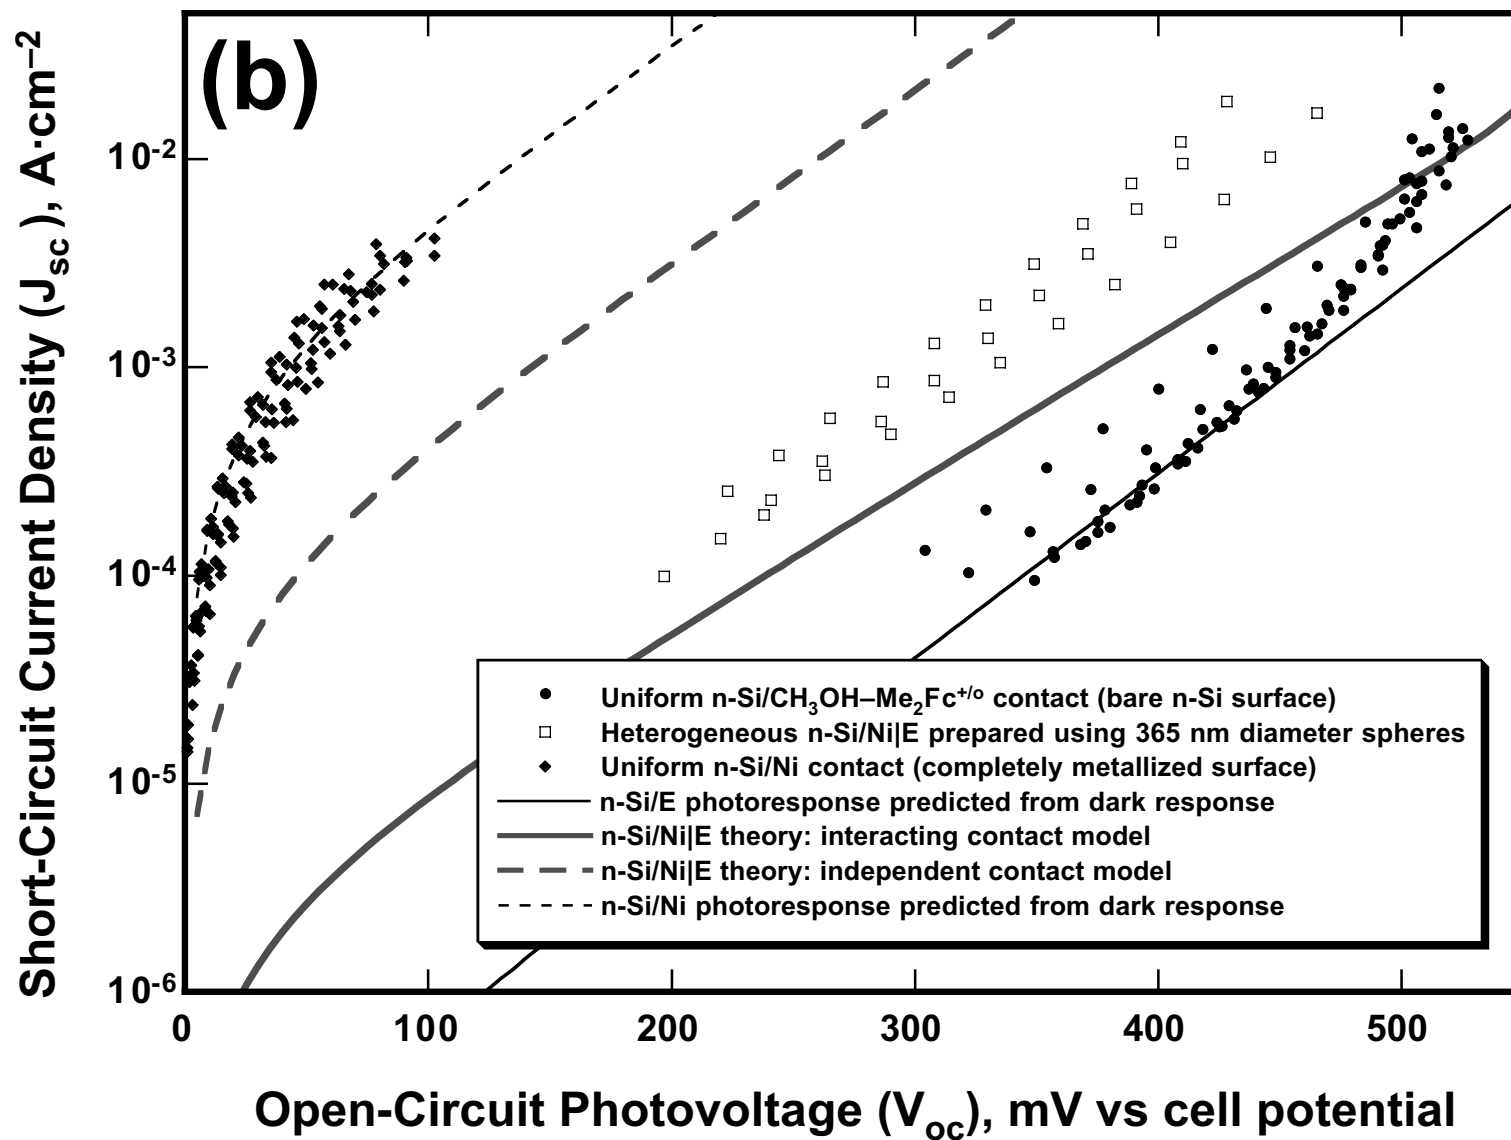 (b)
Short-Circuit Current Density (Jsc), A·cm−2
10-2
10-3
10-4
10-5
10-6
0 100 200 300 400 500
Open-Circuit Photovoltage (Voc), mV vs cell potential
Uniform n-Si/CH3OH–Me2Fc+/o contact (bare n-Si surface)
Heterogeneous n-Si/Ni|E prepared using 365 nm diameter spheres
Uniform n-Si/Ni contact (completely metallized surface)
n-Si/E photoresponse predicted from dark response
n-Si/Ni|E theory: interacting contact model
n-Si/Ni|E theory: independent contact model
n-Si/Ni photoresponse predicted from dark response